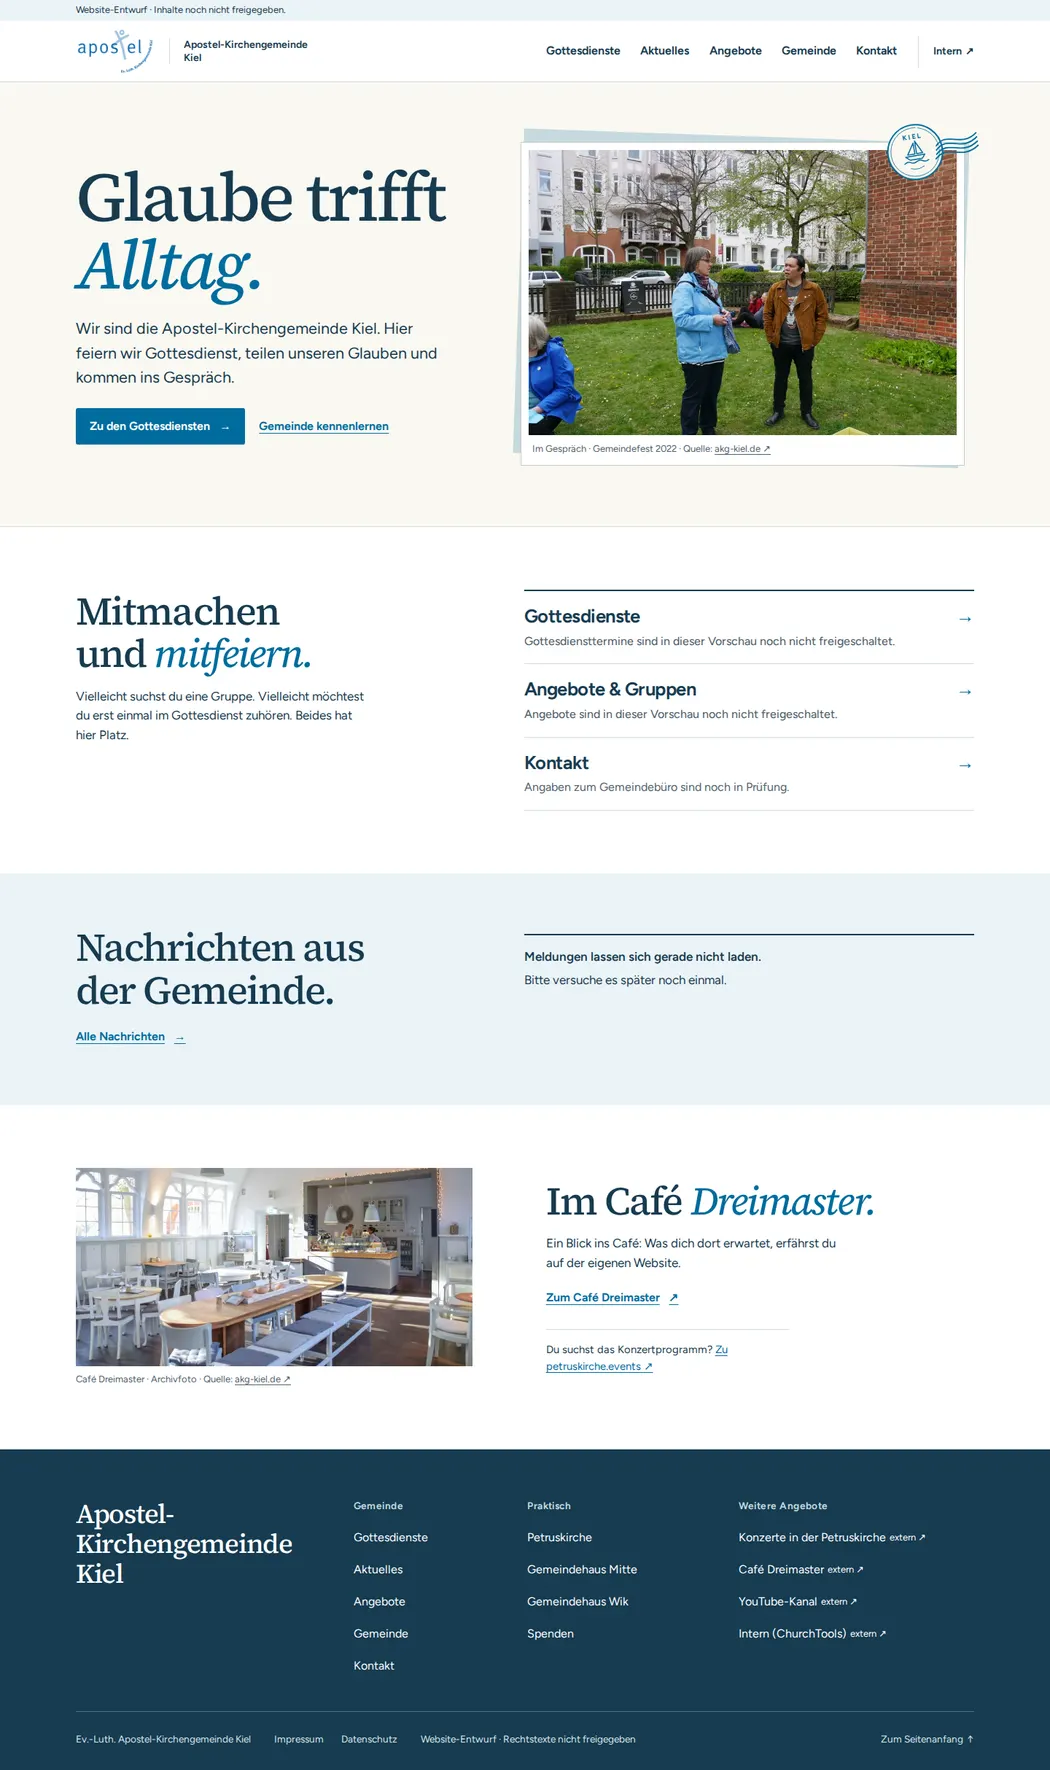 Website-Entwurf · Inhalte noch nicht freigegeben.
apostel
Apostel-Kirchengemeinde
Kiel
Gottesdienste
Aktuelles
Angebote
Gemeinde
Kontakt
Intern ↗
Glaube trifft
Alltag.
Wir sind die Apostel-Kirchengemeinde Kiel. Hier
feiern wir Gottesdienst, teilen unseren Glauben und
kommen ins Gespräch.
Zu den Gottesdiensten →
Gemeinde kennenlernen
KIEL
Im Gespräch · Gemeindefest 2022 · Quelle: akg-kiel.de ↗
Mitmachen
und mitfeiern.
Vielleicht suchst du eine Gruppe. Vielleicht möchtest
du erst einmal im Gottesdienst zuhören. Beides hat
hier Platz.
Gottesdienste →
Gottesdiensttermine sind in dieser Vorschau noch nicht freigeschaltet.
Angebote & Gruppen →
Angebote sind in dieser Vorschau noch nicht freigeschaltet.
Kontakt →
Angaben zum Gemeindebüro sind noch in Prüfung.
Nachrichten aus
der Gemeinde.
Alle Nachrichten →
Meldungen lassen sich gerade nicht laden.
Bitte versuche es später noch einmal.
Café Dreimaster · Archivfoto · Quelle: akg-kiel.de ↗
Im Café Dreimaster.
Ein Blick ins Café: Was dich dort erwartet, erfährst du
auf der eigenen Website.
Zum Café Dreimaster ↗
Du suchst das Konzertprogramm? Zu
petruskirche.events ↗
Apostel-
Kirchengemeinde
Kiel
Gemeinde
Gottesdienste
Aktuelles
Angebote
Gemeinde
Kontakt
Praktisch
Petruskirche
Gemeindehaus Mitte
Gemeindehaus Wik
Spenden
Weitere Angebote
Konzerte in der Petruskirche extern ↗
Café Dreimaster extern ↗
YouTube-Kanal extern ↗
Intern (ChurchTools) extern ↗
Ev.-Luth. Apostel-Kirchengemeinde Kiel
Impressum
Datenschutz
Website-Entwurf · Rechtstexte nicht freigegeben
Zum Seitenanfang ↑